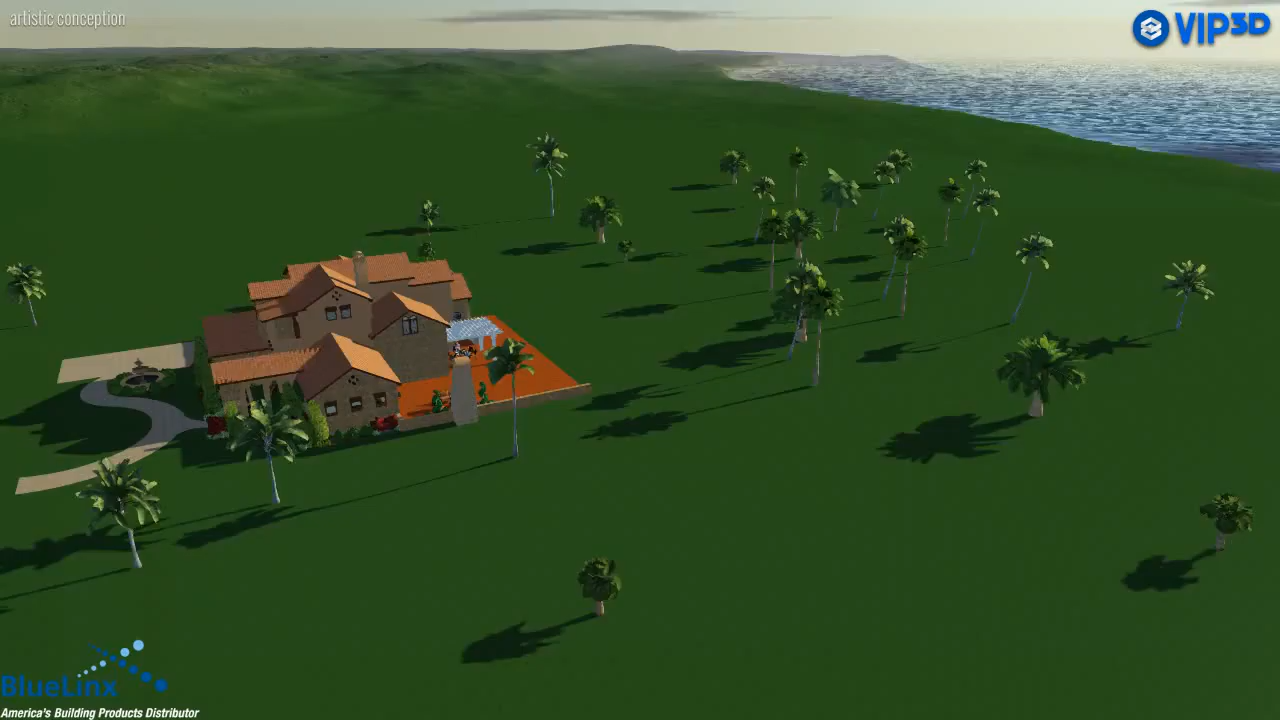 artistic conception
VIP3D
BlueLinx
America's Building Products Distributor